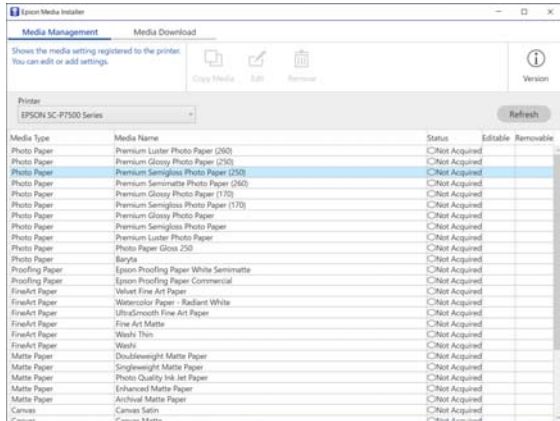 Epson Media Installer
Media Management Media Download
Shows the media setting registered to the printer.
You can edit or add settings.
Copy Media Edit Remove
Version
Printer
EPSON SC-P7500 Series
Refresh
Media Type Media Name Status Editable Removable
Photo Paper Premium Luster Photo Paper (260) Not Acquired
Photo Paper Premium Glossy Photo Paper (250) Not Acquired
Photo Paper Premium Semigloss Photo Paper (250) Not Acquired
Photo Paper Premium Semimatte Photo Paper (260) Not Acquired
Photo Paper Premium Glossy Photo Paper (170) Not Acquired
Photo Paper Premium Semigloss Photo Paper (170) Not Acquired
Photo Paper Premium Glossy Photo Paper Not Acquired
Photo Paper Premium Semigloss Photo Paper Not Acquired
Photo Paper Premium Luster Photo Paper Not Acquired
Photo Paper Photo Paper Gloss 250 Not Acquired
Photo Paper Baryta Not Acquired
Proofing Paper Epson Proofing Paper White Semimatte Not Acquired
Proofing Paper Epson Proofing Paper Commercial Not Acquired
FineArt Paper Velvet Fine Art Paper Not Acquired
FineArt Paper Watercolor Paper - Radiant White Not Acquired
FineArt Paper UltraSmooth Fine Art Paper Not Acquired
FineArt Paper Fine Art Matte Not Acquired
FineArt Paper Washi Thin Not Acquired
FineArt Paper Washi Not Acquired
Matte Paper Doubleweight Matte Paper Not Acquired
Matte Paper Singleweight Matte Paper Not Acquired
Matte Paper Photo Quality Ink Jet Paper Not Acquired
Matte Paper Enhanced Matte Paper Not Acquired
Matte Paper Archival Matte Paper Not Acquired
Canvas Canvas Satin Not Acquired
Canvas Canvas Matte Not Acquired